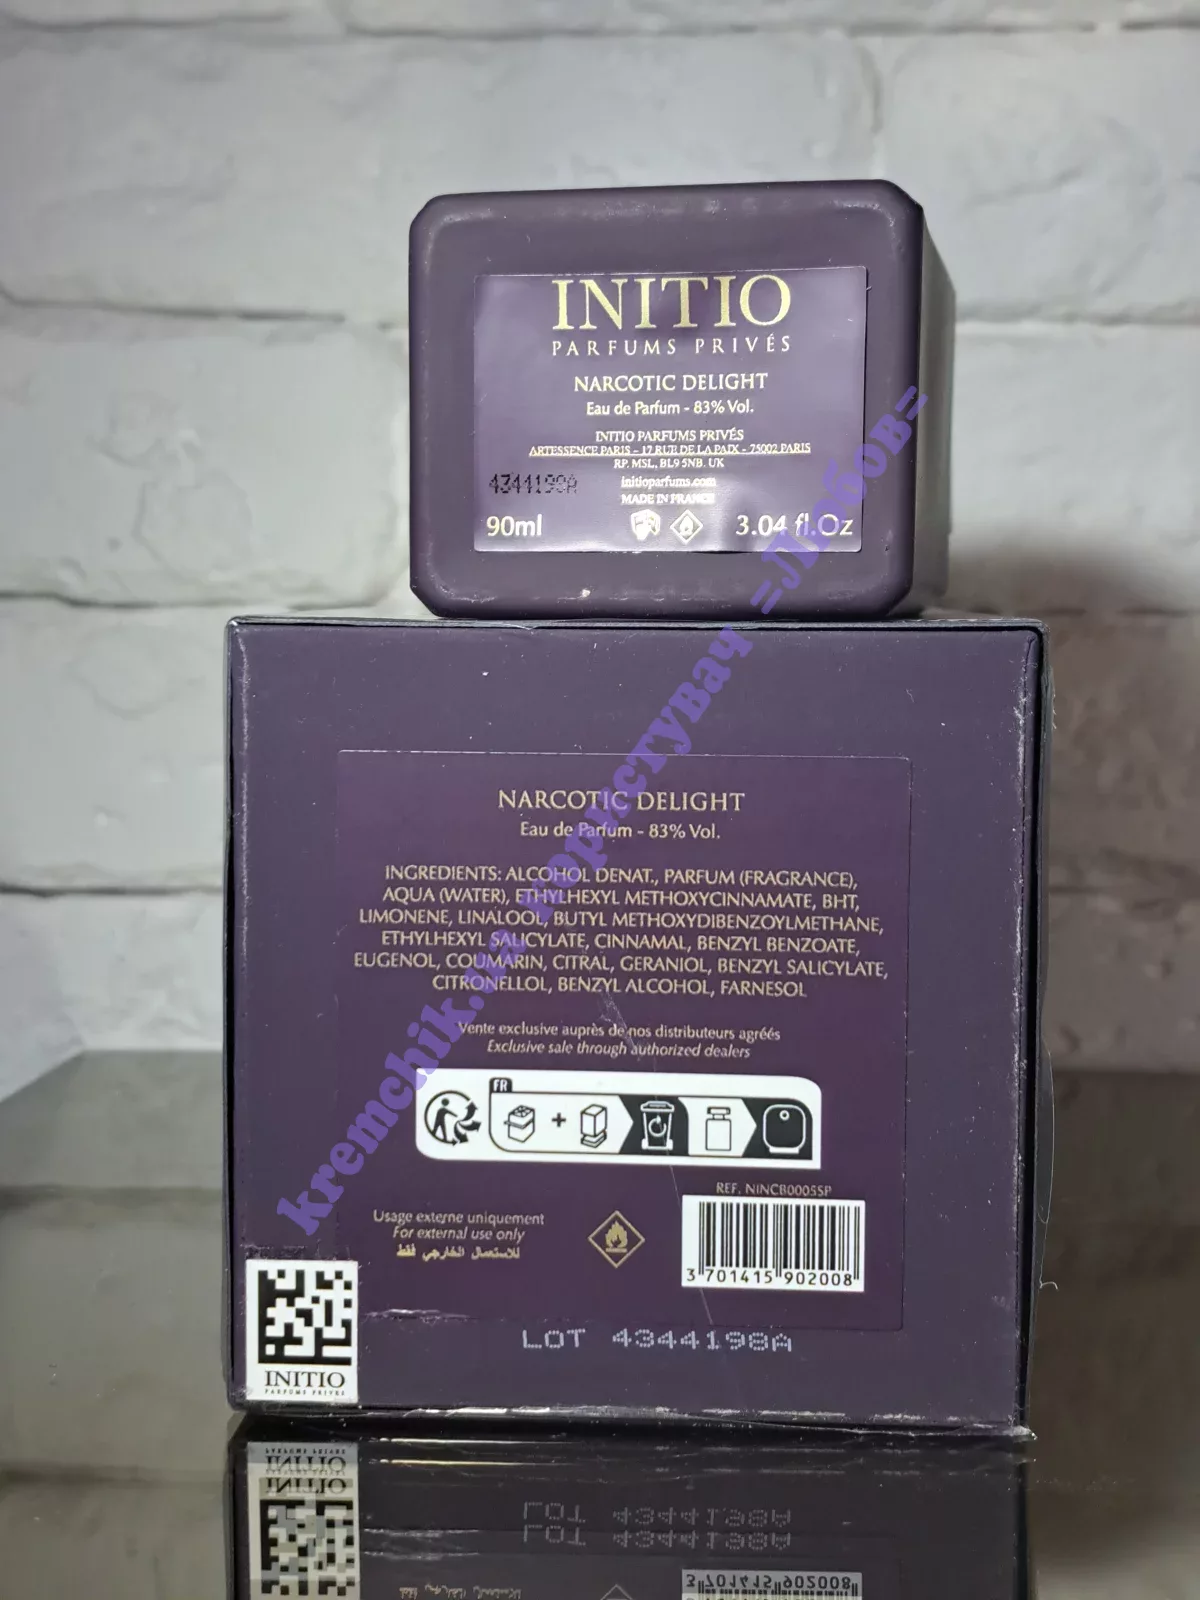 INITIO
PARFUMS PRIVÉS
NARCOTIC DELIGHT
Eau de Parfum - 83% Vol.
INITIO PARFUMS PRIVÉS
ARTESSENCE PARIS - 17 RUE DE LA PAIX - 75002 PARIS
RP. MSL, BL9 5NB. UK
4344198A
initioparfums.com
MADE IN FRANCE
90ml
3.04 fl.Oz
NARCOTIC DELIGHT
Eau de Parfum - 83% Vol.
INGREDIENTS: ALCOHOL DENAT., PARFUM (FRAGRANCE),
AQUA (WATER), ETHYLHEXYL METHOXYCINNAMATE, BHT,
LIMONENE, LINALOOL, BUTYL METHOXYDIBENZOYLMETHANE,
ETHYLHEXYL SALICYLATE, CINNAMAL, BENZYL BENZOATE,
EUGENOL, COUMARIN, CITRAL, GERANIOL, BENZYL SALICYLATE,
CITRONELLOL, BENZYL ALCOHOL, FARNESOL
Vente exclusive auprès de nos distributeurs agréés
Exclusive sale through authorized dealers
FR
REF. NINCB0005SP
Usage externe uniquement
For external use only
للاستعمال الخارجي فقط
3 701415 902008
LOT 4344198A
INITIO
PARFUMS PRIVÉS
kremchik.ua користувач =Любов=